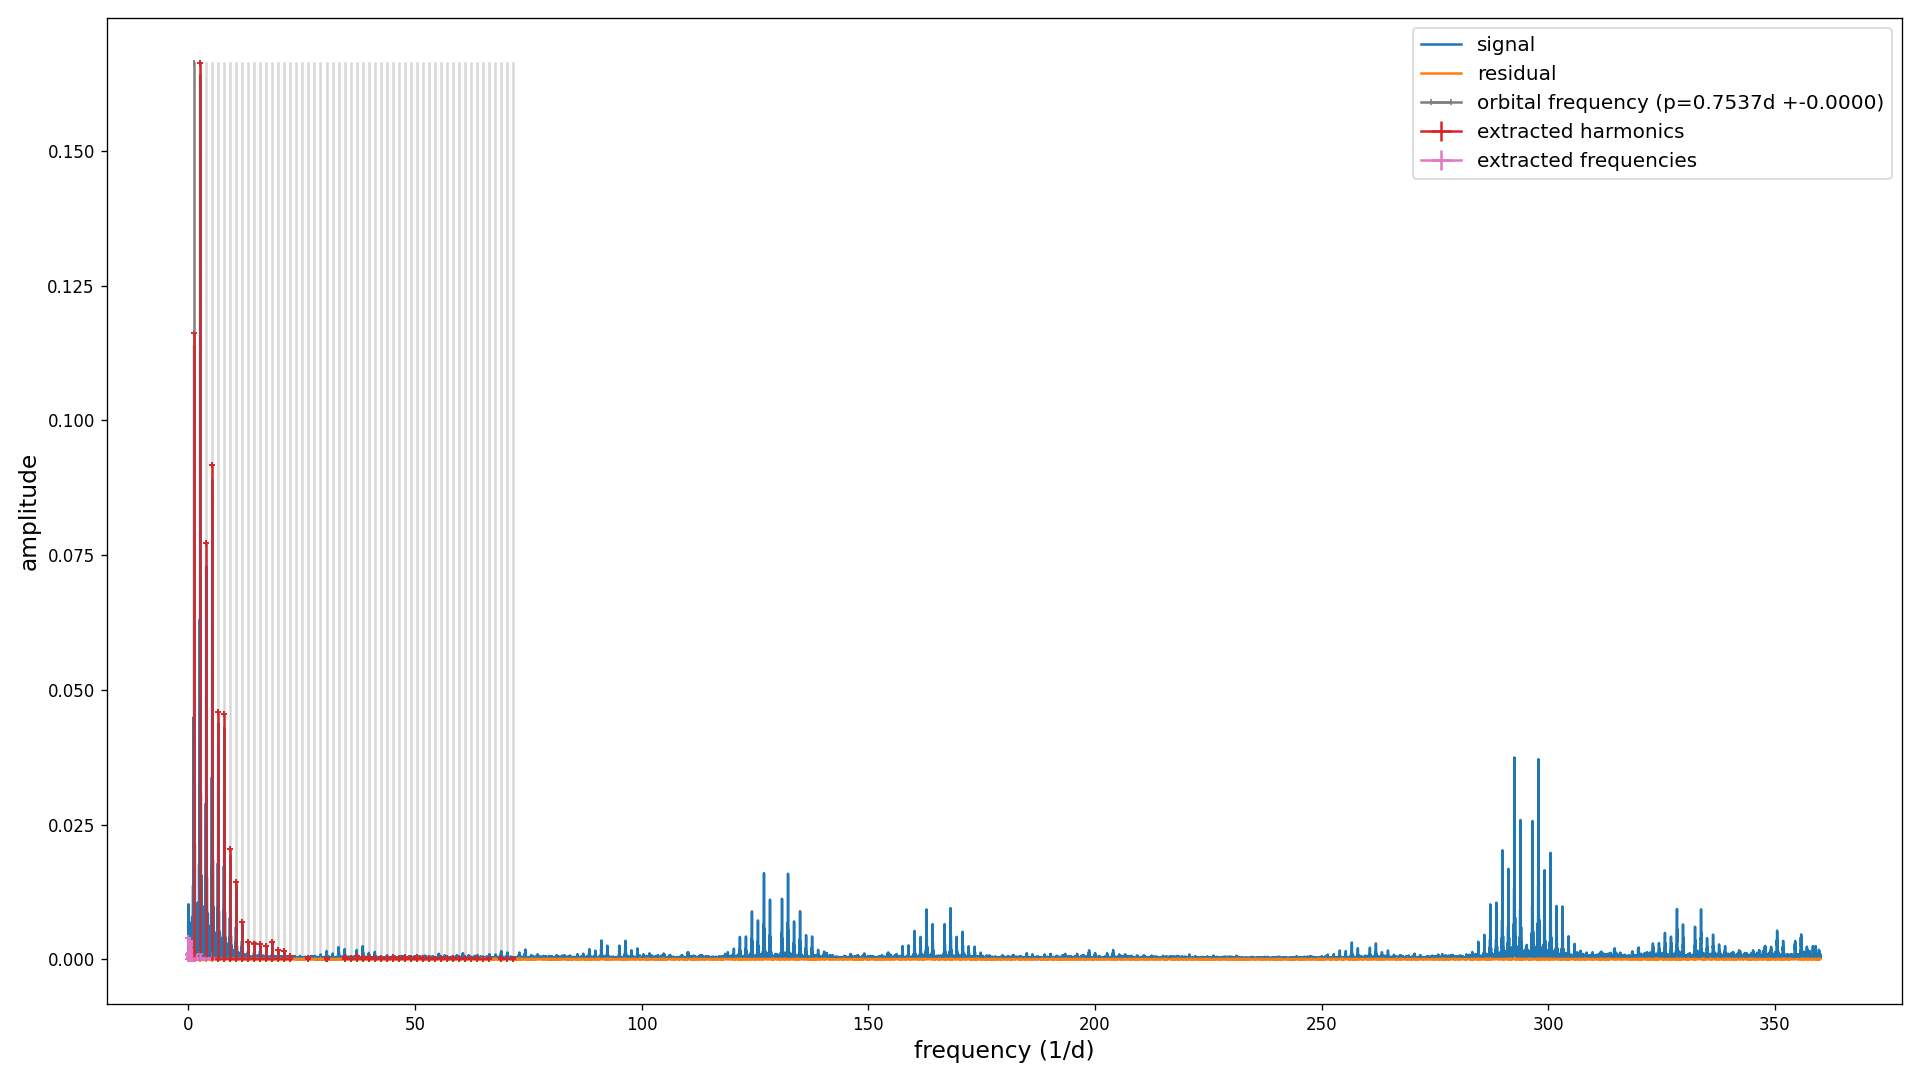 signal
residual
orbital frequency (p=0.7537d +-0.0000)
extracted harmonics
extracted frequencies
0.150
0.125
0.100
0.075
0.050
0.025
0.000
amplitude
0 50 100 150 200 250 300 350
frequency (1/d)